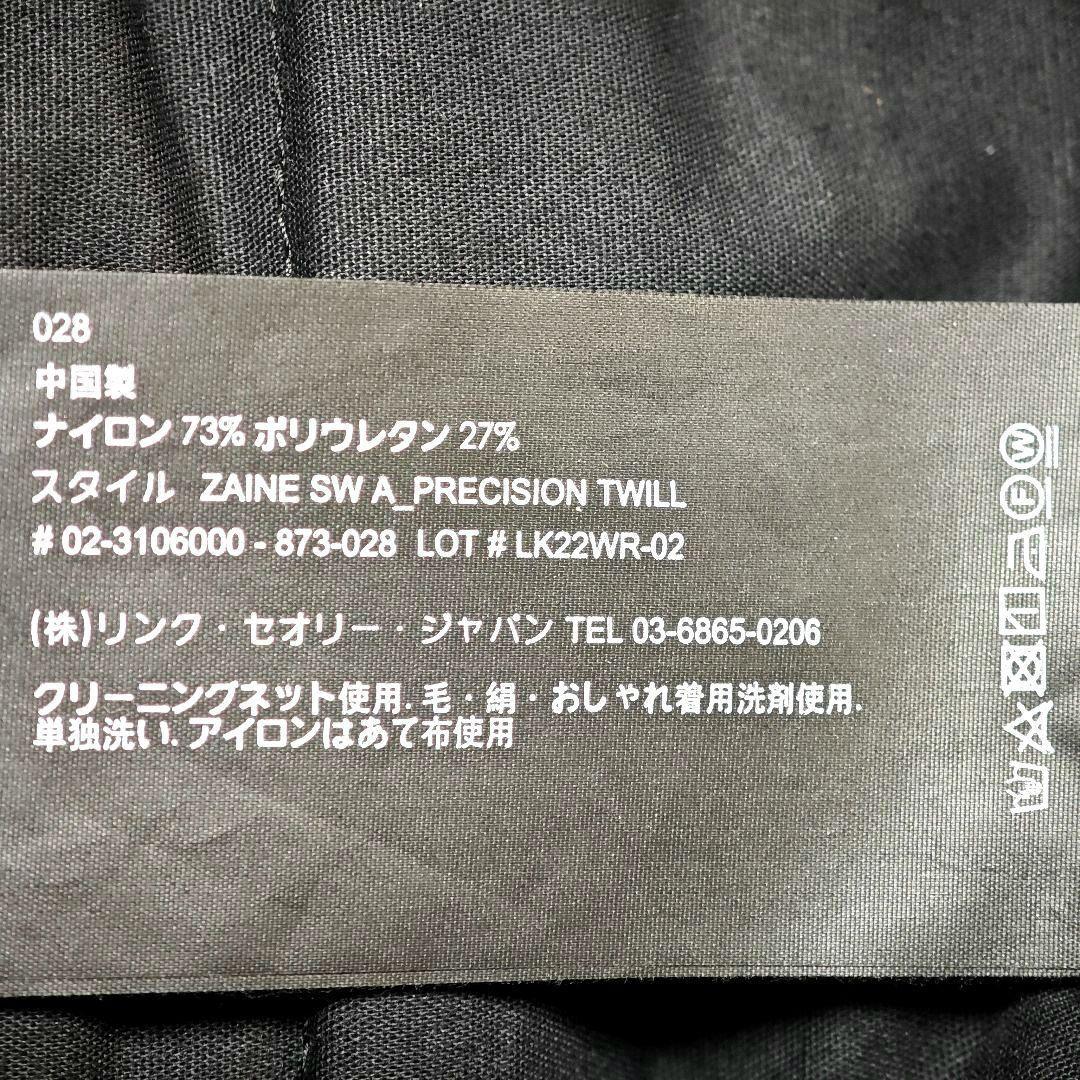 028
中国製
ナイロン 73% ポリウレタン 27%
スタイル ZAINE SW A_PRECISION TWILL
# 02-3106000 - 873-028 LOT # LK22WR-02
(株)リンク・セオリー・ジャパン TEL 03-6865-0206
クリーニングネット使用. 毛・絹・おしゃれ着用洗剤使用.
単独洗い. アイロンはあて布使用
W
F